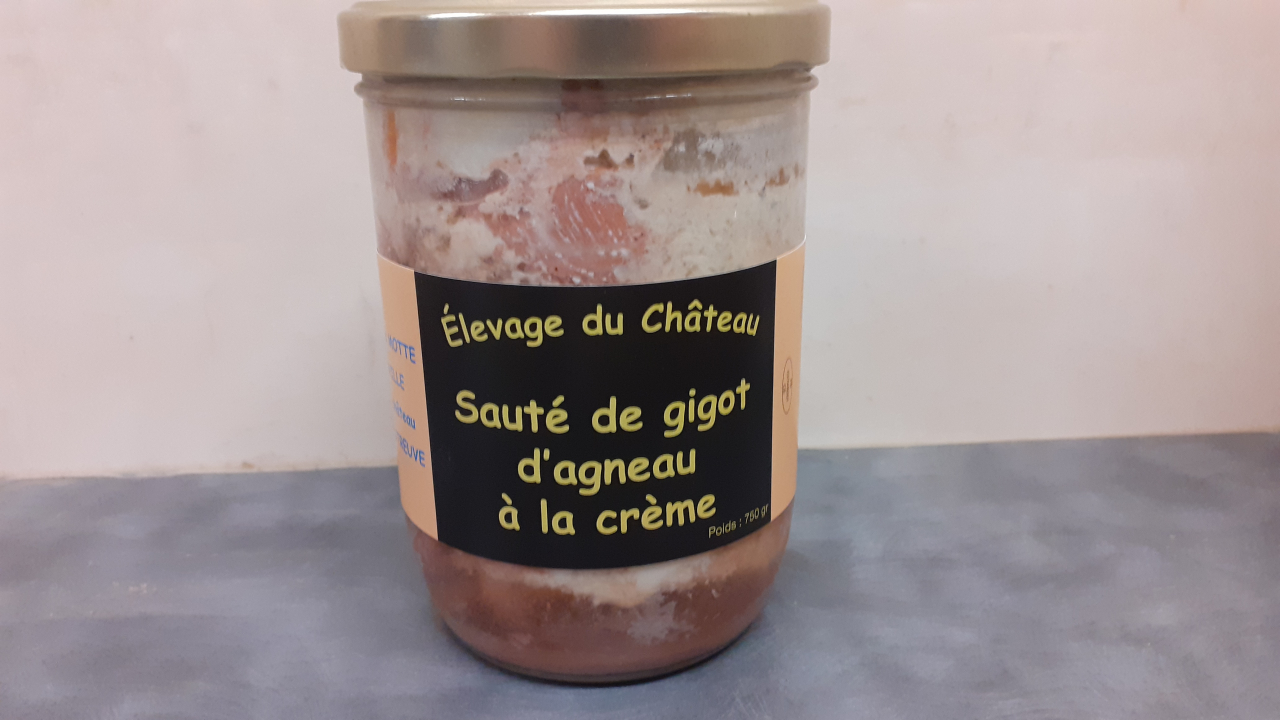 Élevage du Château
Sauté de gigot
d'agneau
à la crème
Poids : 750 gr